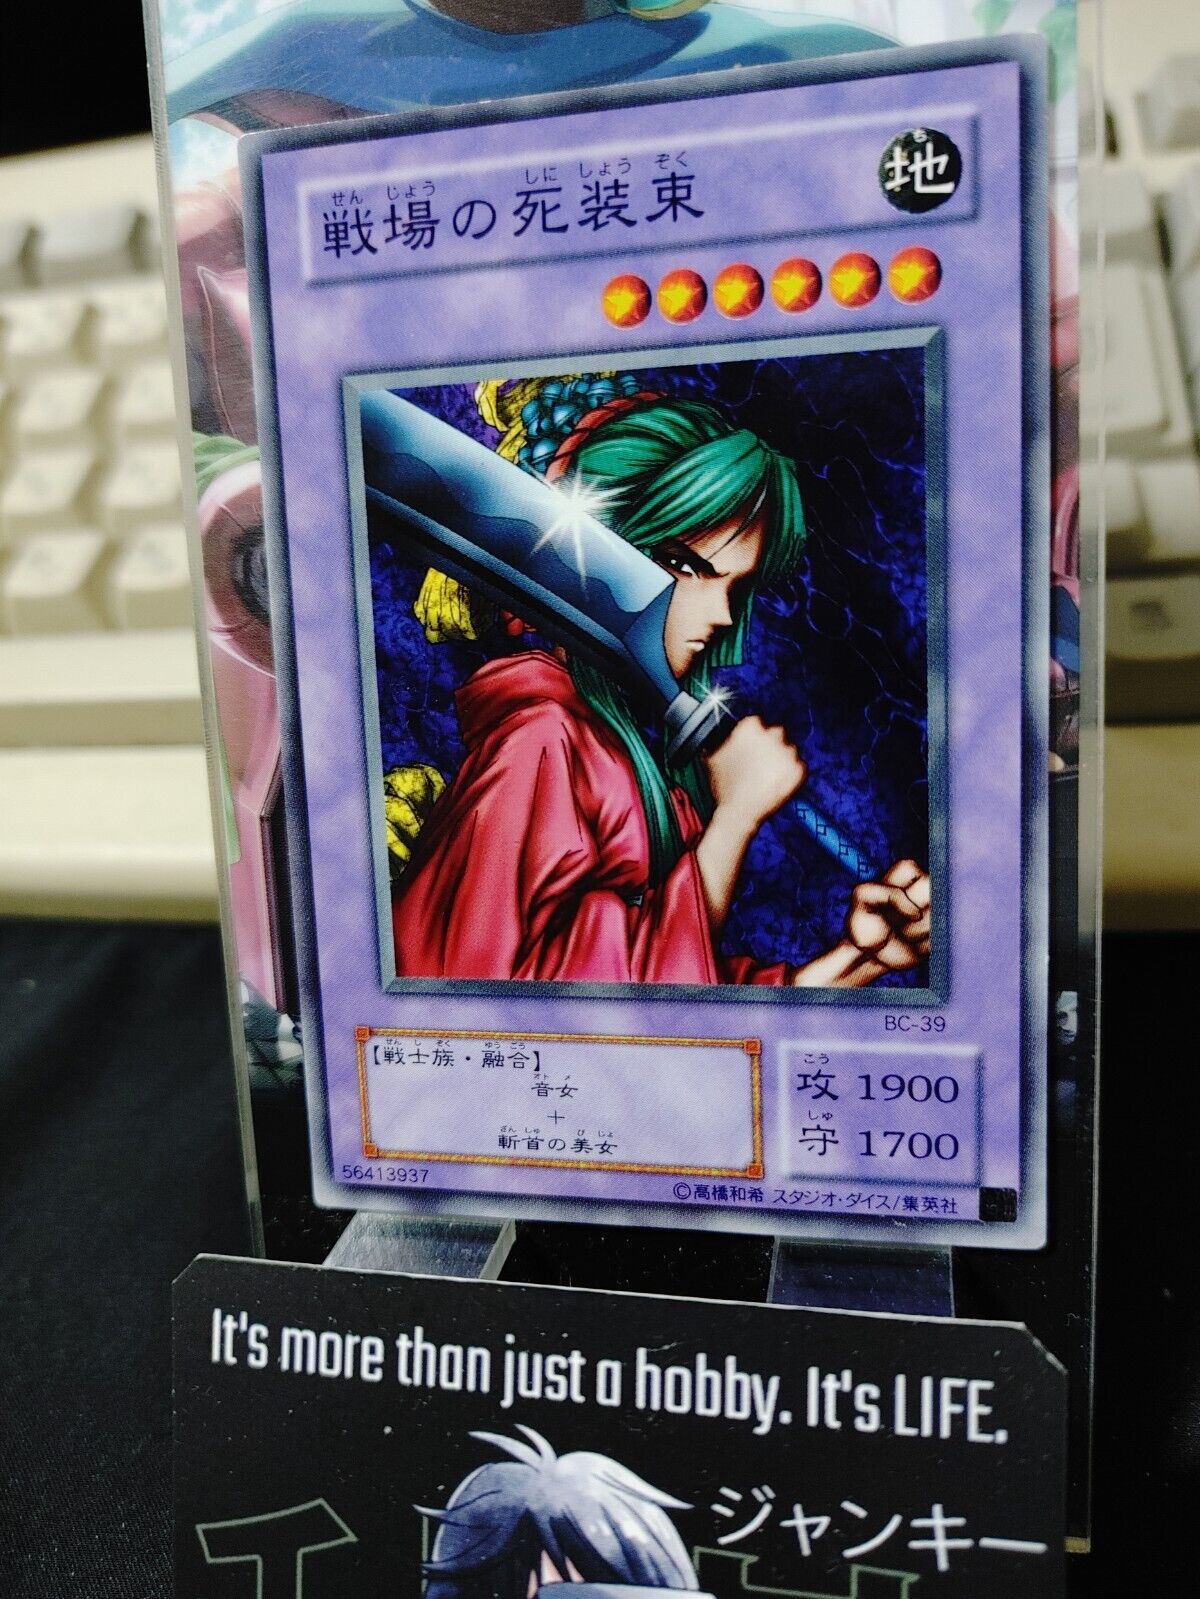 せん じょう しにしょうぞく
戦場の死装束
ち
地
BC-39
せんしぞく ゆうごう
【戦士族・融合】
オトメ
音女
+
ざんしゅ びじょ
斬首の美女
こう
攻 1900
しゅ
守 1700
56413937
©高橋和希 スタジオ・ダイス/集英社
It's more than just a hobby. It's LIFE.
ジャンキー